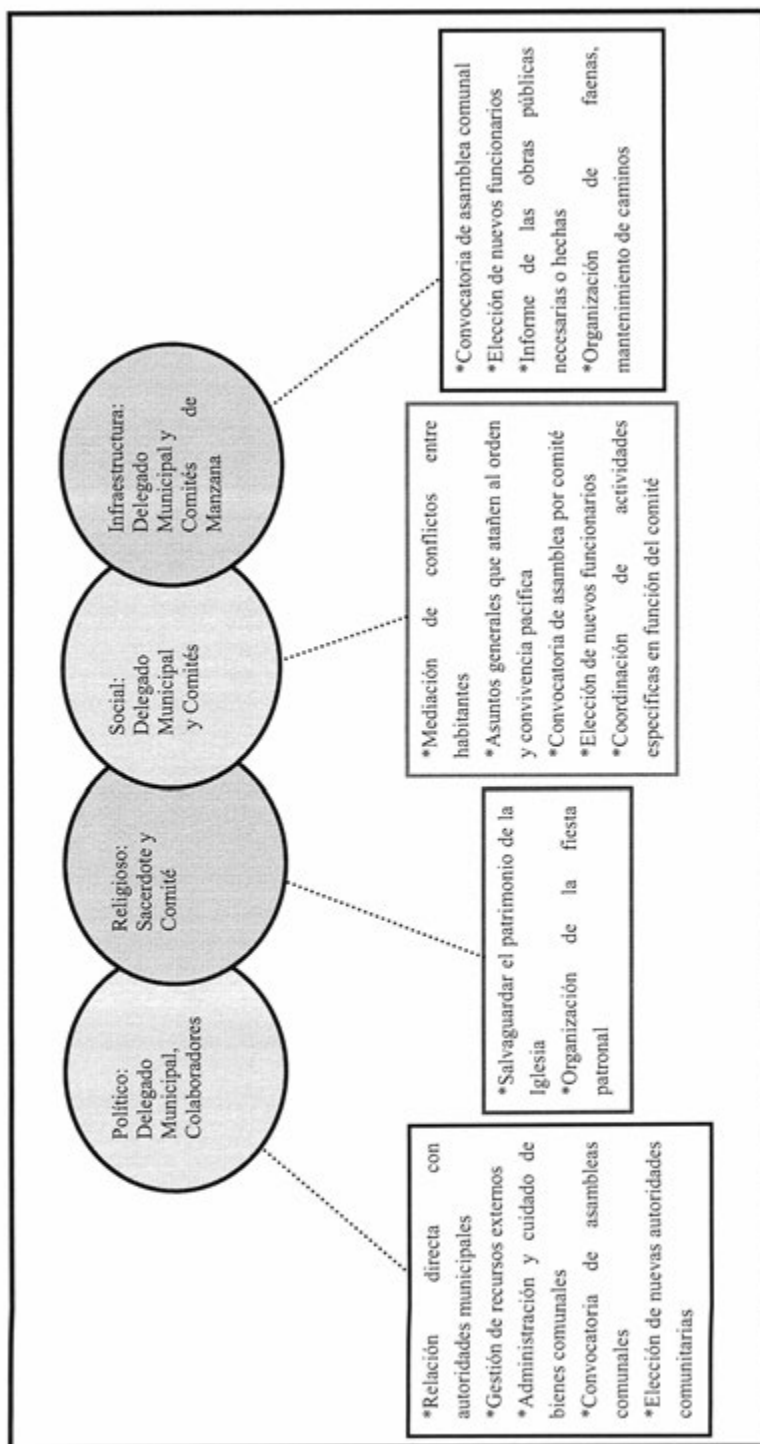 Político:
Delegado
Municipal,
Colaboradores
Religioso:
Sacerdote y
Comité
Social:
Delegado
Municipal
y Comités
Infraestructura:
Delegado
Municipal y
Comités de
Manzana
*Relación directa con
autoridades municipales
*Gestión de recursos externos
*Administración y cuidado de
bienes comunales
*Convocatoria de asambleas
comunales
*Elección de nuevas autoridades
comunitarias
*Salvaguardar el patrimonio de la
Iglesia
*Organización de la fiesta
patronal
*Mediación de conflictos entre
habitantes
*Asuntos generales que atañen al orden
y convivencia pacífica
*Convocatoria de asamblea por comité
*Elección de nuevos funcionarios
*Coordinación de actividades
específicas en función del comité
*Convocatoria de asamblea comunal
*Elección de nuevos funcionarios
*Informe de las obras públicas
necesarias o hechas
*Organización de faenas,
mantenimiento de caminos